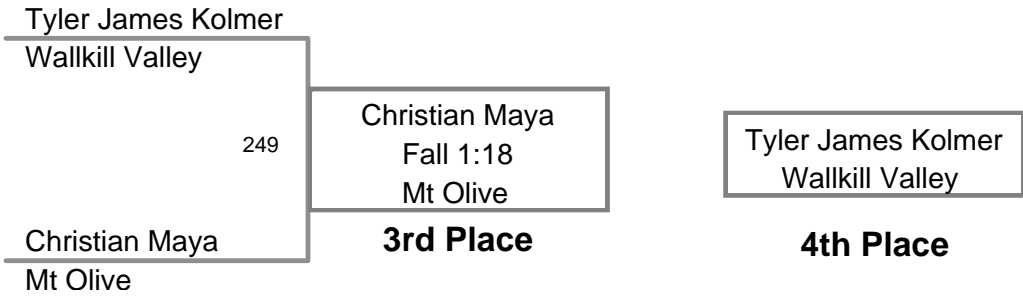 Tyler James Kolmer
Wallkill Valley
249
Christian Maya
Mt Olive
Christian Maya
Fall 1:18
Mt Olive
3rd Place
Tyler James Kolmer
Wallkill Valley
4th Place